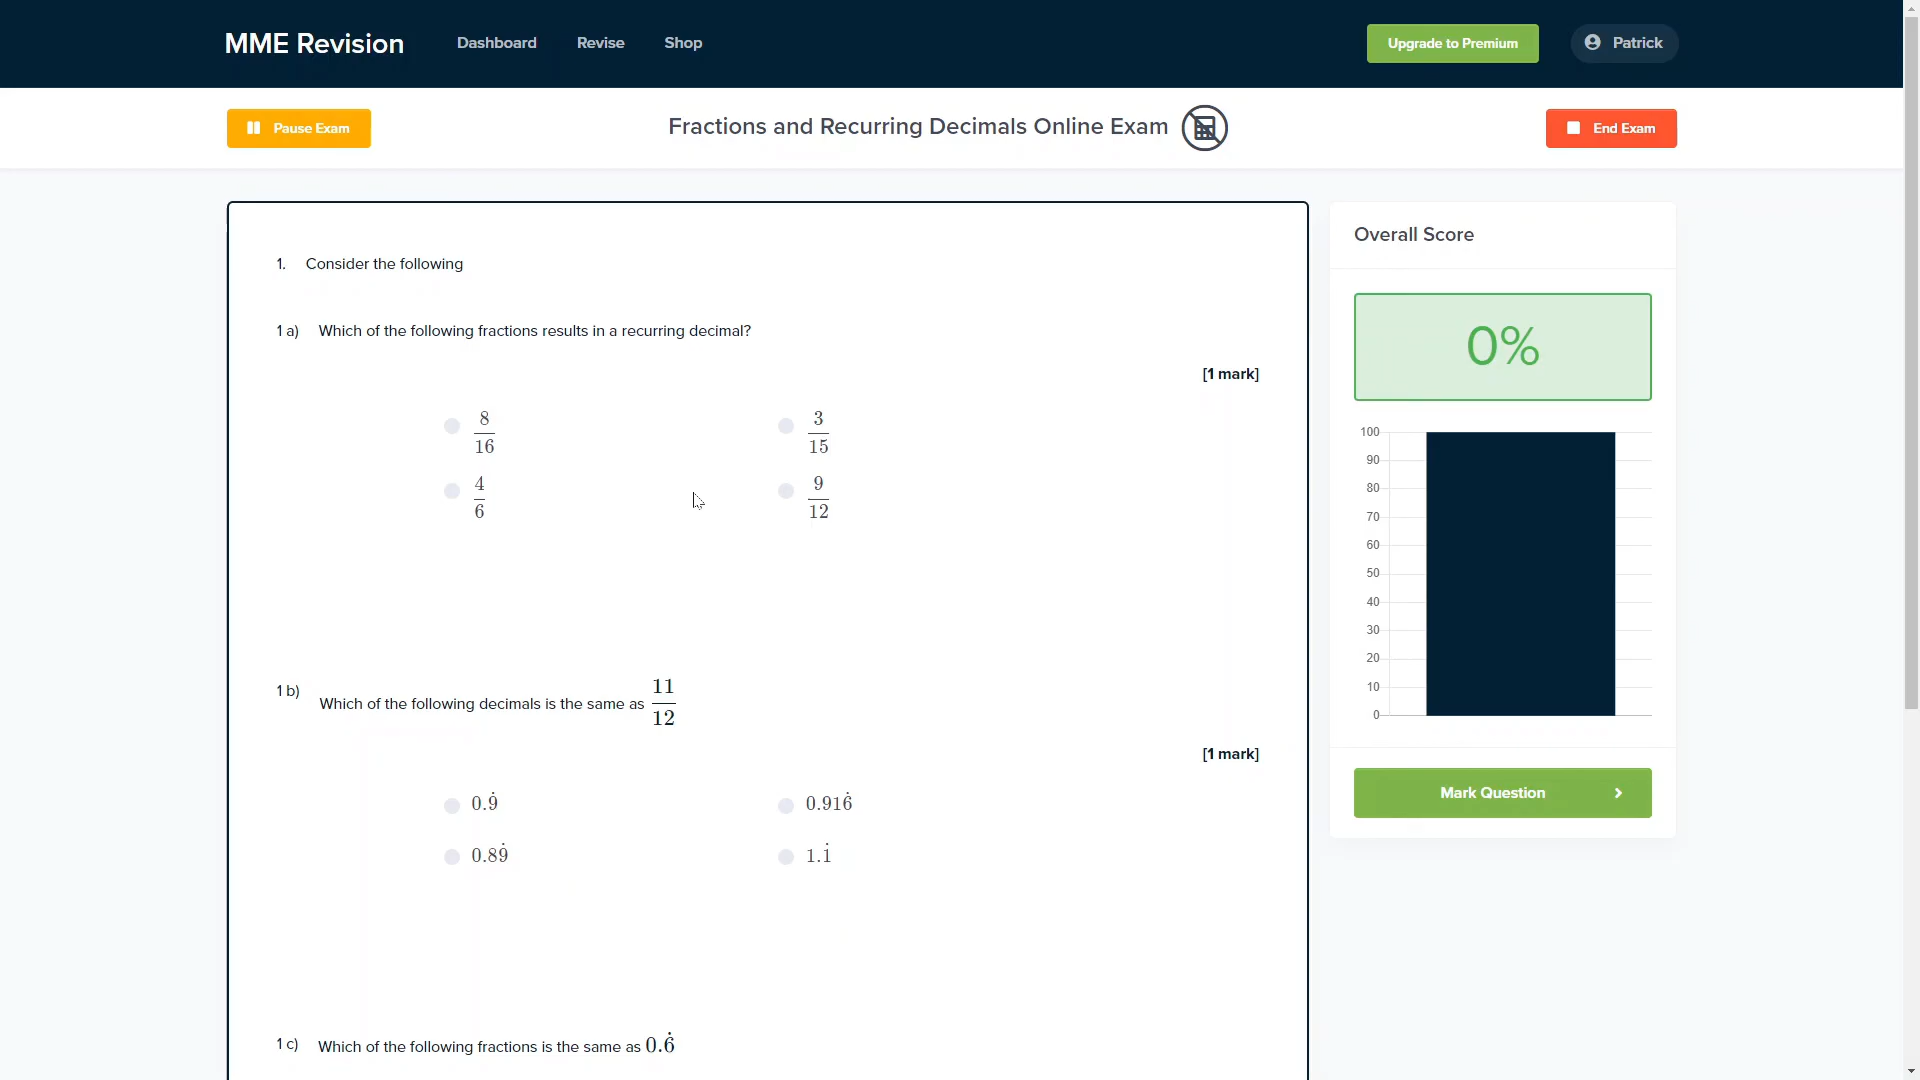 MME Revision Dashboard Revise Shop Upgrade to Premium Patrick
Pause Exam Fractions and Recurring Decimals Online Exam End Exam
1. Consider the following
1 a) Which of the following fractions results in a recurring decimal?
[1 mark]
8/16 3/15
4/6 9/12
1 b) Which of the following decimals is the same as 11/12
[1 mark]
0.9̇ 0.916̇
0.89̇ 1.1̇
1 c) Which of the following fractions is the same as 0.6̇
Overall Score
0%
100
90
80
70
60
50
40
30
20
10
0
Mark Question